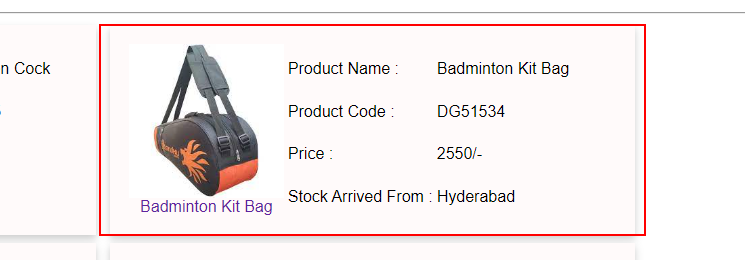 n Cock
Product Name : Badminton Kit Bag
Product Code : DG51534
Price : 2550/-
Stock Arrived From : Hyderabad
Badminton Kit Bag